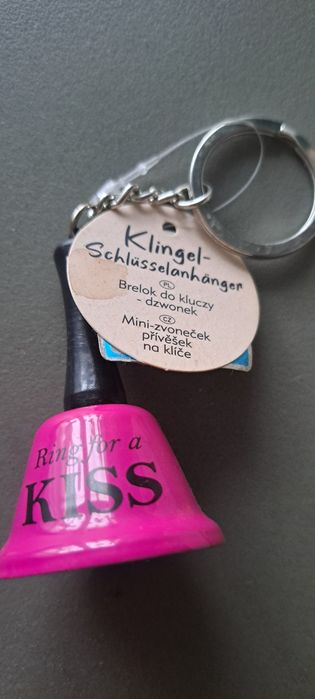 Klingel-
Schlüsselanhänger
PL
Brelok do kluczy
- dzwonek
CZ
Mini-zvoneček
přívěšek
na klíče
Ring for a
KISS